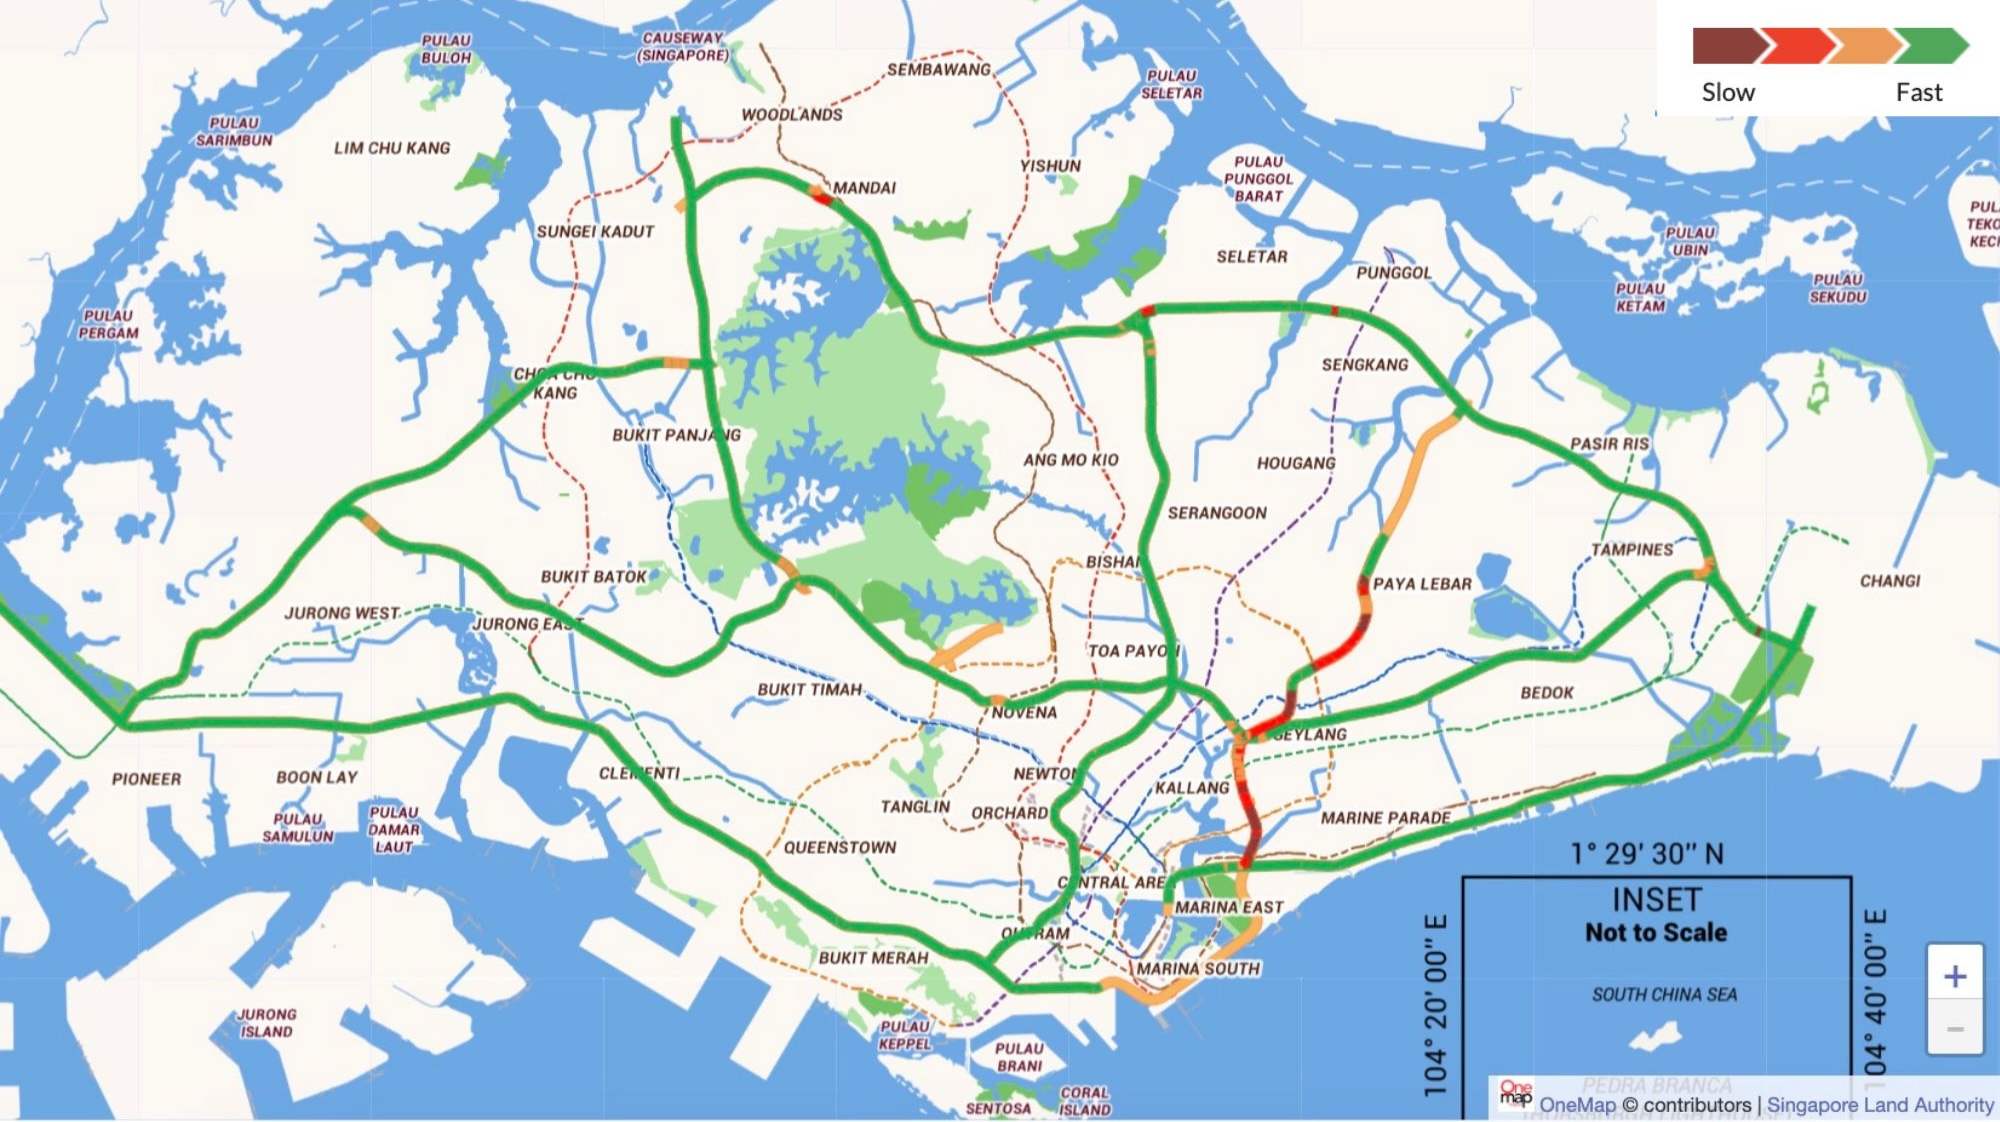 Slow
Fast
PULAU
BULOH
CAUSEWAY
(SINGAPORE)
SEMBAWANG
PULAU
SELETAR
PULAU
SARIMBUN
LIM CHU KANG
WOODLANDS
YISHUN
PULAU
PUNGGOL
BARAT
MANDAI
SUNGEI KADUT
SELETAR
PUNGGOL
PULAU
UBIN
PULAU
KETAM
PULAU
SEKUDU
PUL
TEKO
KECI
PULAU
PERGAM
CHOA CHU
KANG
SENGKANG
BUKIT PANJANG
ANG MO KIO
HOUGANG
PASIR RIS
SERANGOON
TAMPINES
BISHAN
PAYA LEBAR
CHANGI
BUKIT BATOK
JURONG WEST
JURONG EAST
TOA PAYOH
BUKIT TIMAH
NOVENA
BEDOK
GEYLANG
PIONEER
BOON LAY
CLEMENTI
NEWTON
KALLANG
TANGLIN
ORCHARD
MARINE PARADE
PULAU
SAMULUN
PULAU
DAMAR
LAUT
QUEENSTOWN
CENTRAL AREA
MARINA EAST
OUTRAM
BUKIT MERAH
MARINA SOUTH
JURONG
ISLAND
PULAU
KEPPEL
PULAU
BRANI
SENTOSA
CORAL
ISLAND
1° 29' 30" N
104° 20' 00" E
INSET
Not to Scale
SOUTH CHINA SEA
PEDRA BRANCA
104° 40' 00" E
+
−
One
map
OneMap © contributors | Singapore Land Authority